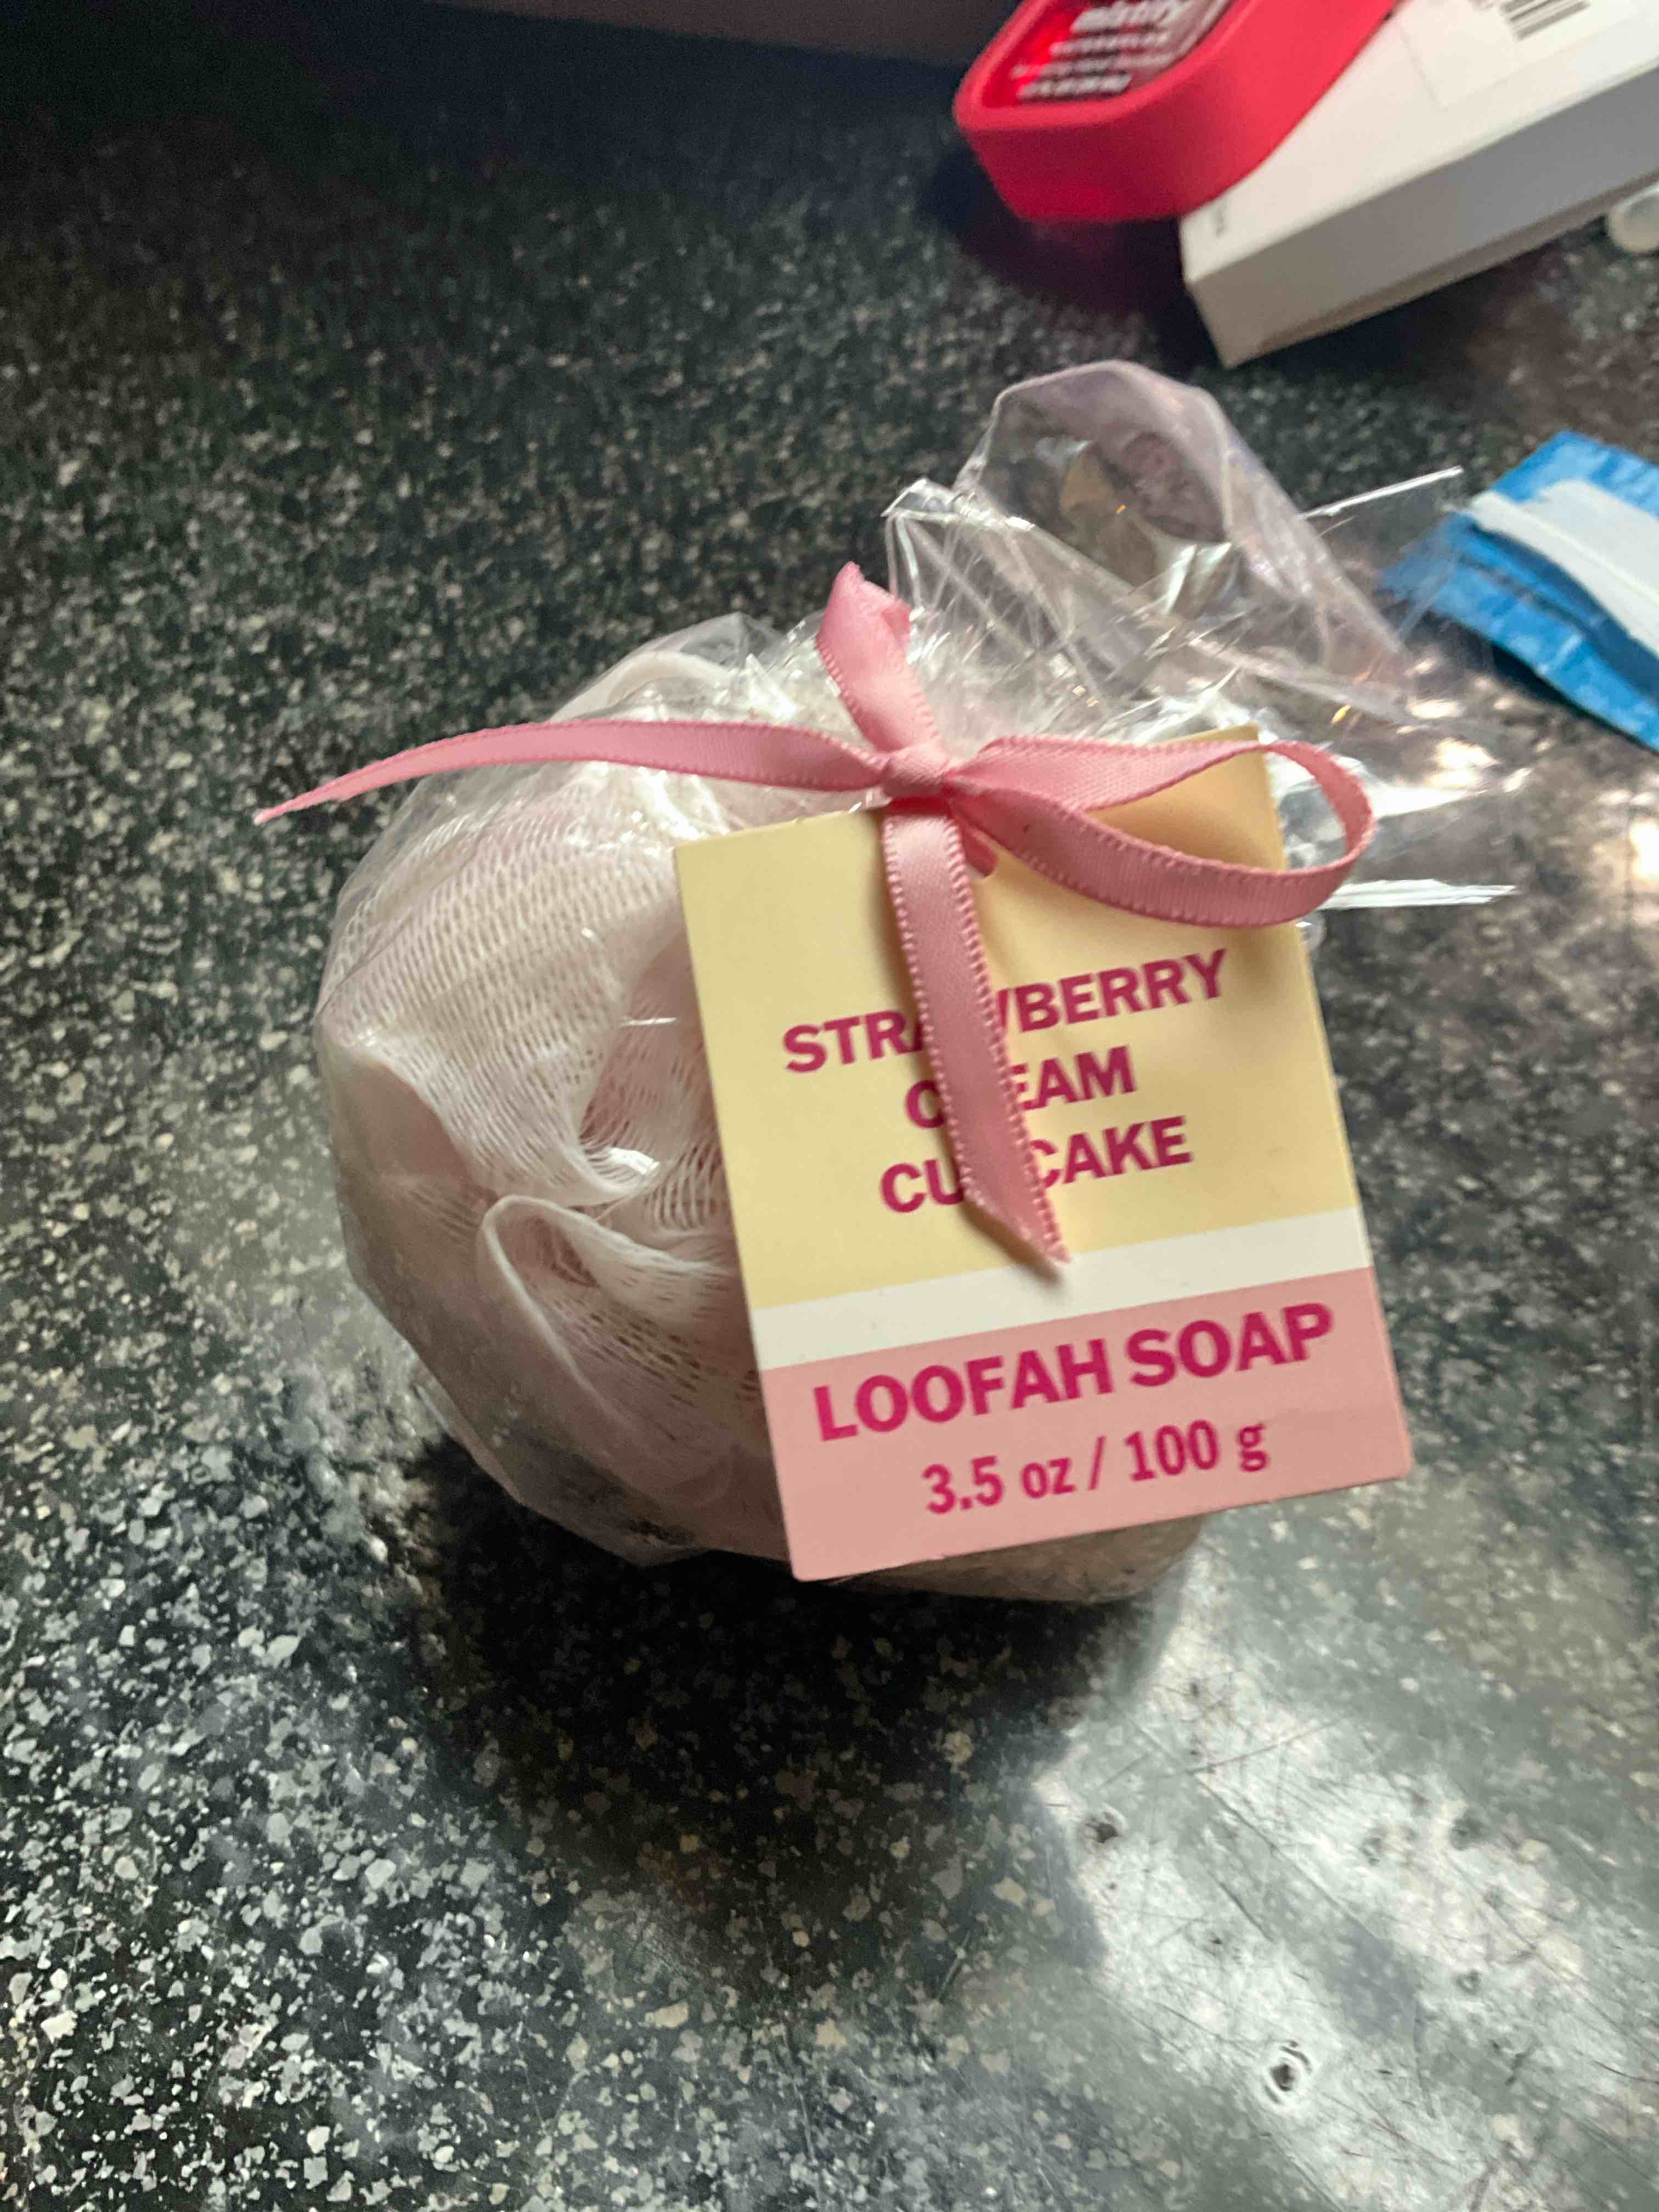 STRAWBERRY
CREAM
CUPCAKE
LOOFAH SOAP
3.5 oz / 100 g